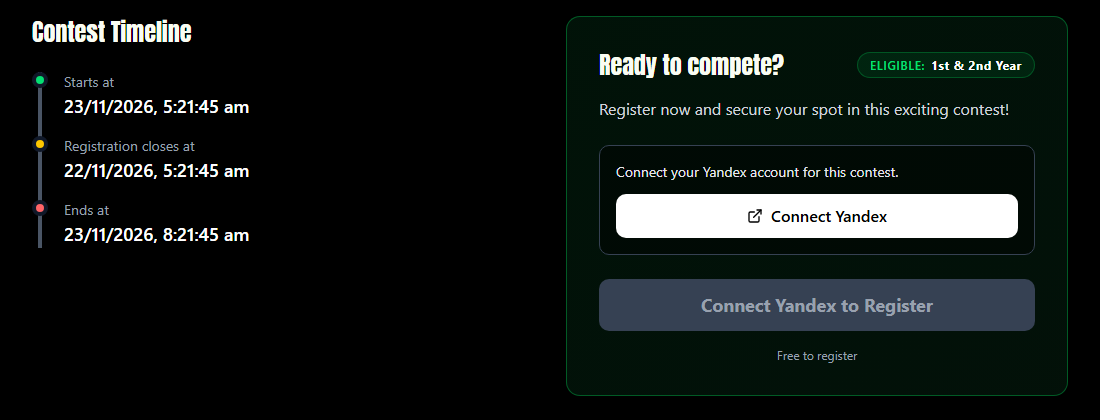 Contest Timeline
Starts at
23/11/2026, 5:21:45 am
Registration closes at
22/11/2026, 5:21:45 am
Ends at
23/11/2026, 8:21:45 am
Ready to compete?
ELIGIBLE: 1st & 2nd Year
Register now and secure your spot in this exciting contest!
Connect your Yandex account for this contest.
Connect Yandex
Connect Yandex to Register
Free to register